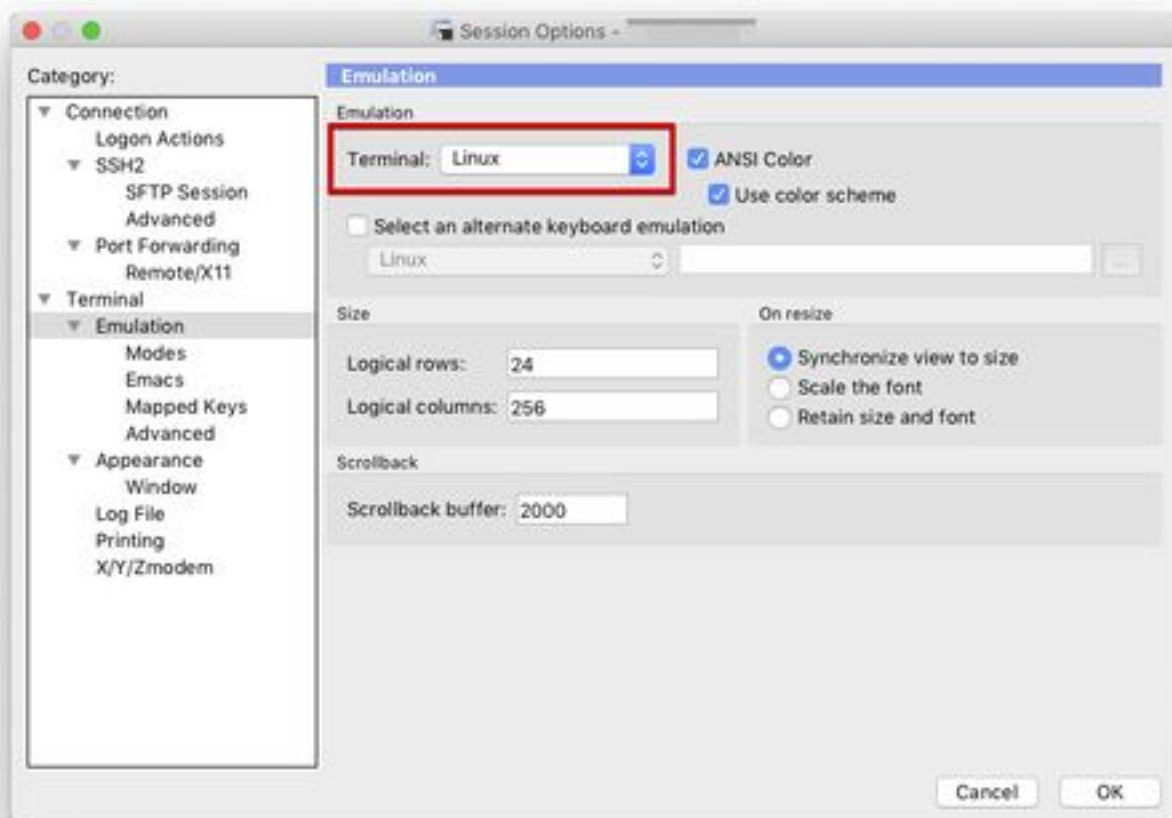 Session Options -
Category:
Connection
Logon Actions
SSH2
SFTP Session
Advanced
Port Forwarding
Remote/X11
Terminal
Emulation
Modes
Emacs
Mapped Keys
Advanced
Appearance
Window
Log File
Printing
X/Y/Zmodem
Emulation
Emulation
Terminal: Linux
ANSI Color
Use color scheme
Select an alternate keyboard emulation
Linux
...
Size
Logical rows: 24
Logical columns: 256
On resize
Synchronize view to size
Scale the font
Retain size and font
Scrollback
Scrollback buffer: 2000
Cancel
OK